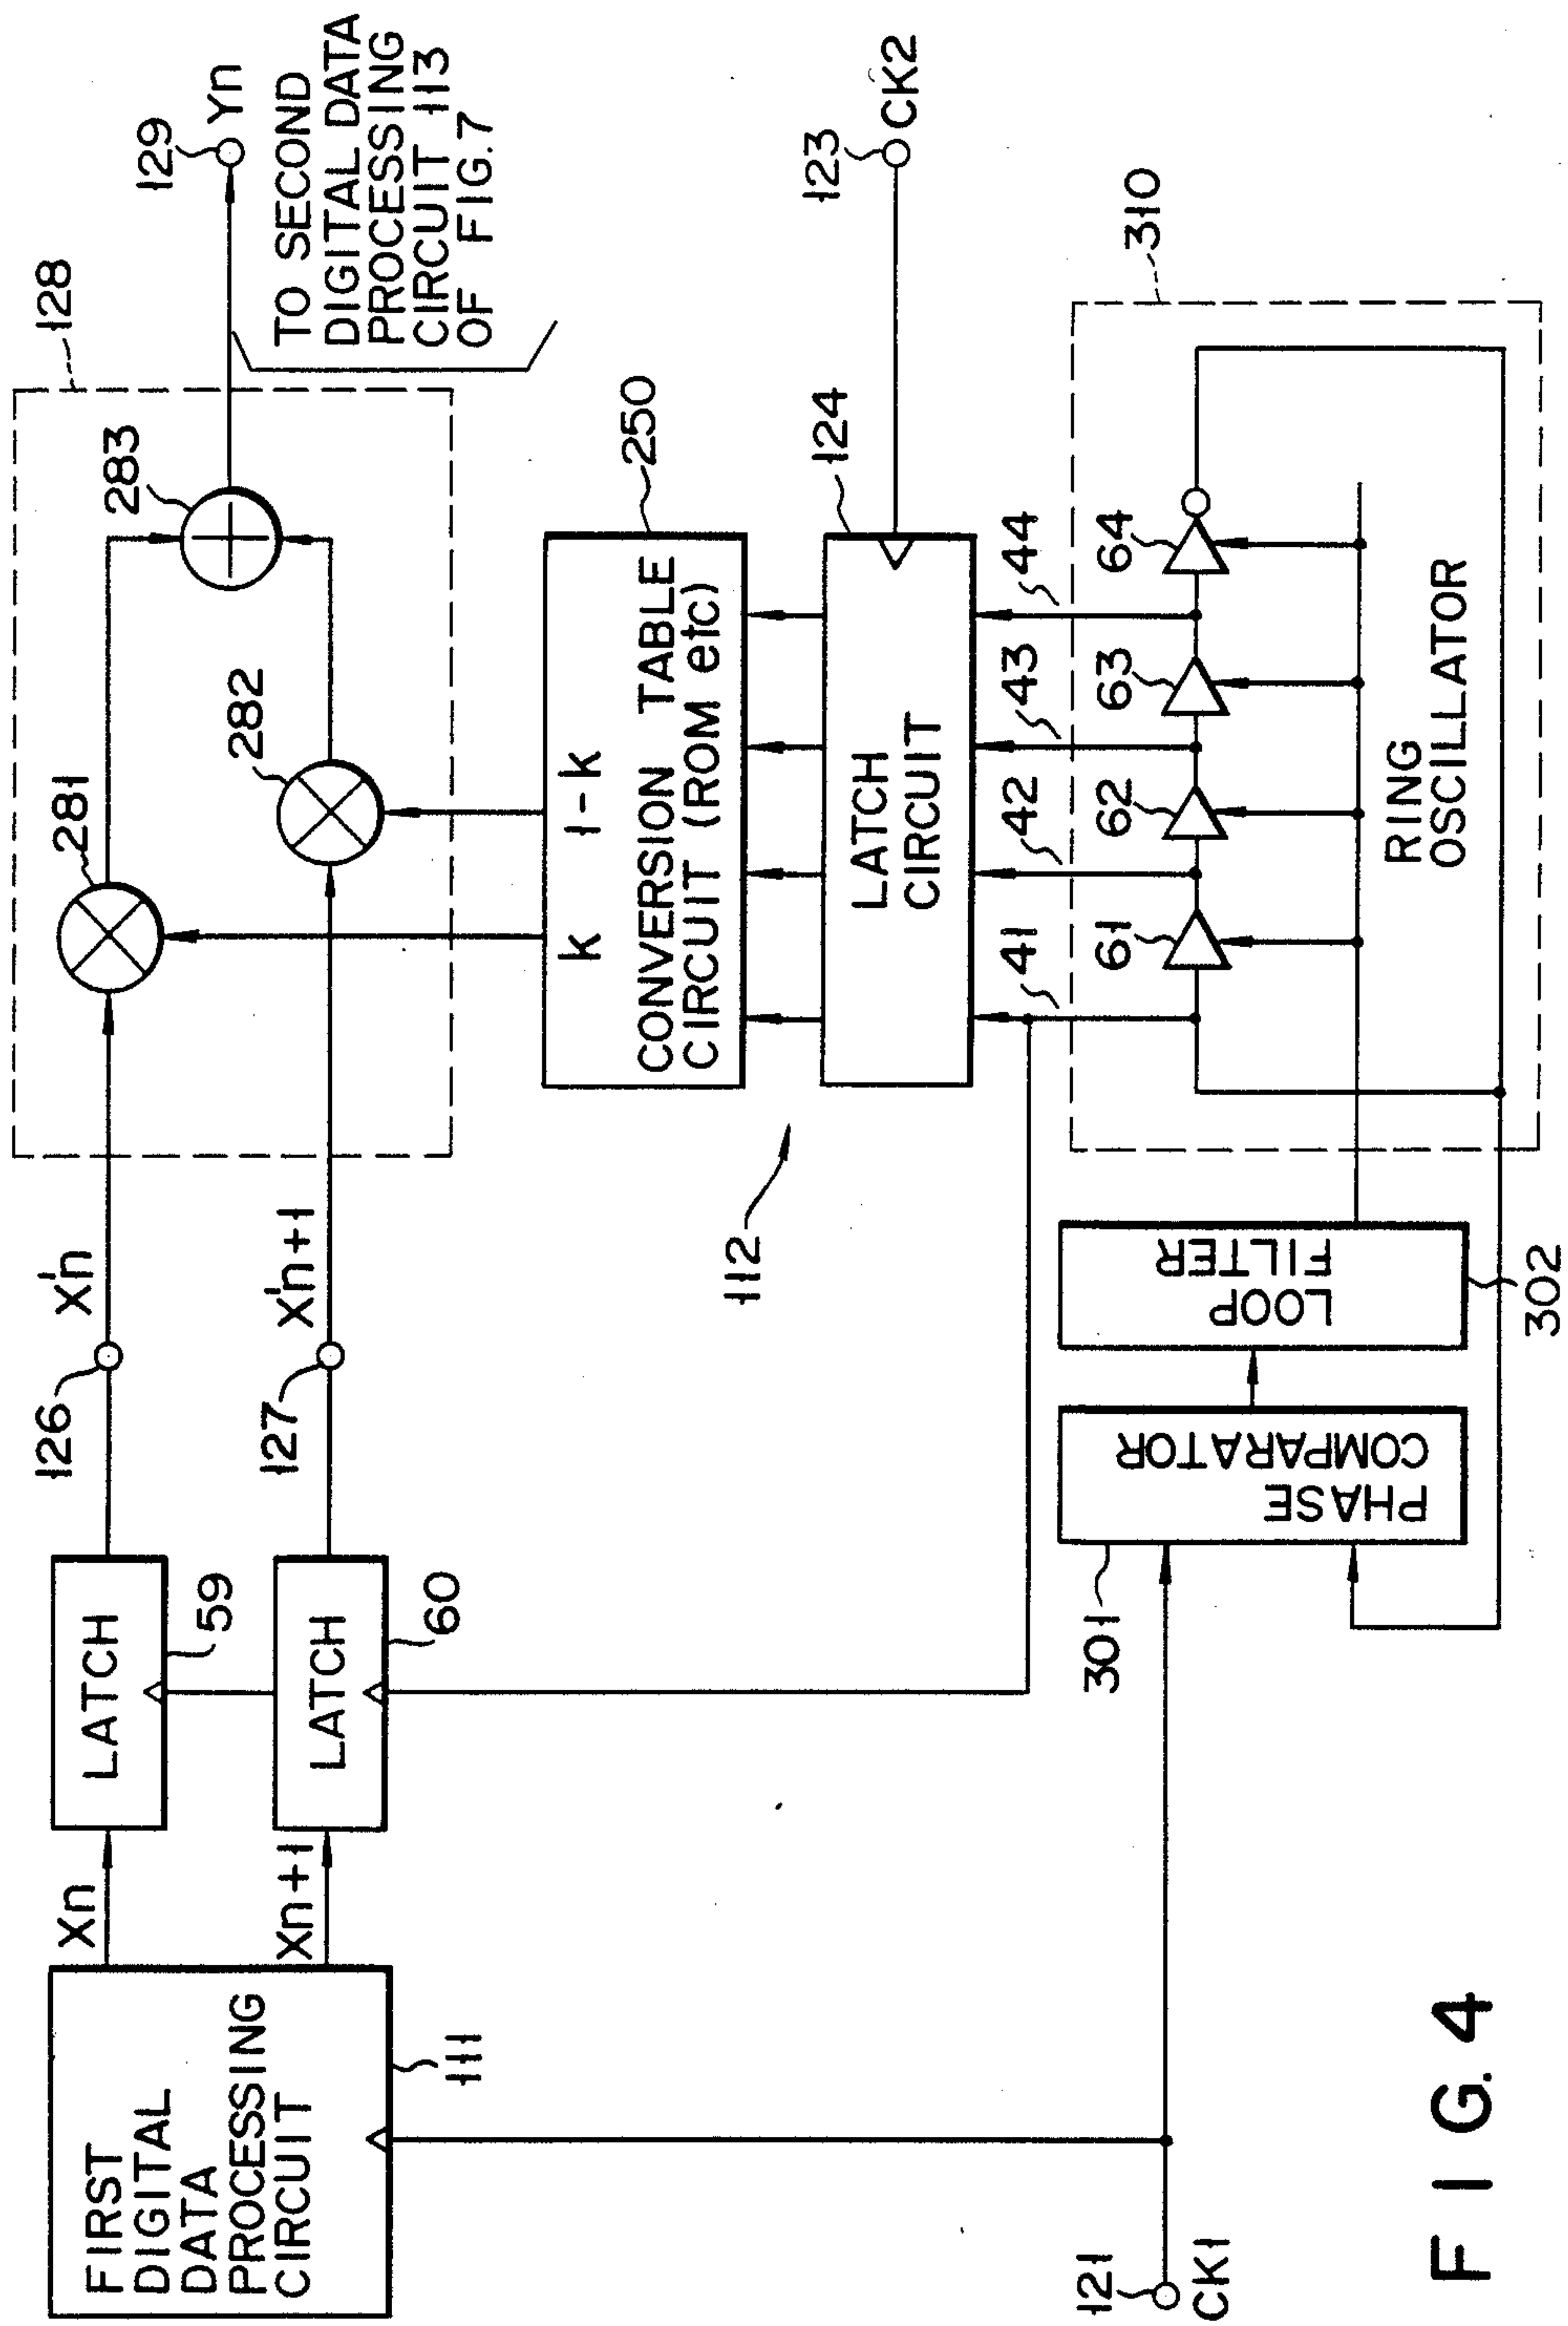 129
Yn
TO SECOND
DIGITAL DATA
PROCESSING
CIRCUIT 113
OF FIG.7
128
283
281
282
126
X'n
127
X'n+1
LATCH
59
LATCH
60
Xn
Xn+1
FIRST
DIGITAL
DATA
PROCESSING
CIRCUIT
111
250
k
1-k
CONVERSION TABLE
CIRCUIT (ROM etc)
112
124
LATCH
CIRCUIT
123
CK2
41
42
43
44
310
61
62
63
64
RING
OSCILLATOR
LOOP
FILTER
302
PHASE
COMPARATOR
301
121
CK1
FIG. 4